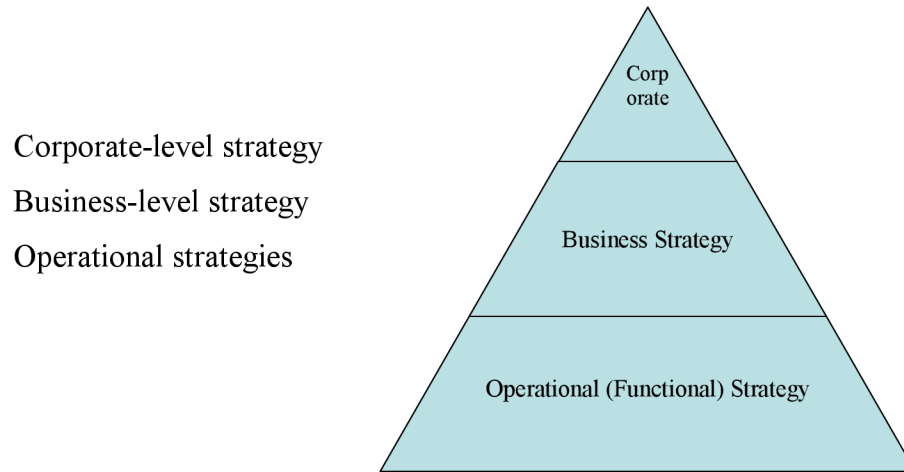 Corporate-level strategy
Business-level strategy
Operational strategies
Corp
orate
Business Strategy
Operational (Functional) Strategy